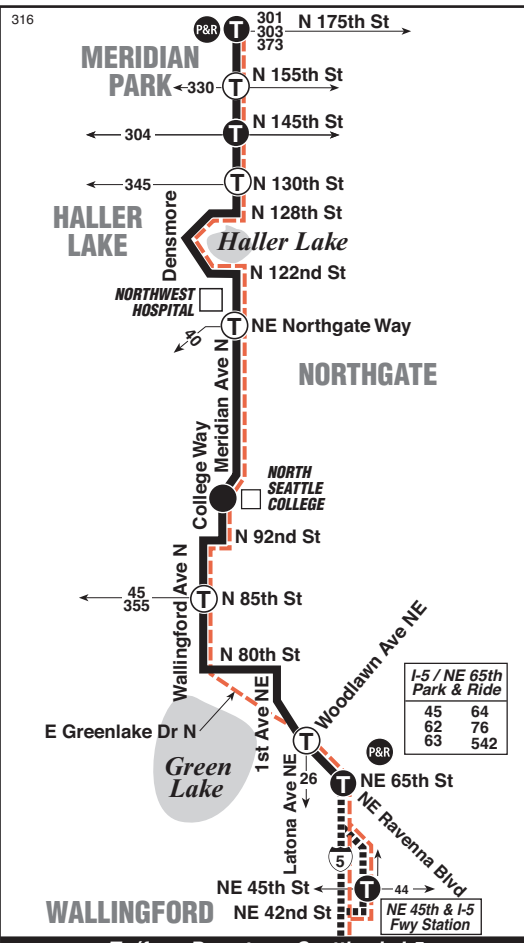 316
P&R
T
301
303
373
N 175th St
MERIDIAN
PARK
330
T
N 155th St
304
T
N 145th St
345
T
N 130th St
HALLER
LAKE
Densmore
N 128th St
Haller Lake
N 122nd St
NORTHWEST
HOSPITAL
40
T
NE Northgate Way
Meridian Ave N
NORTHGATE
College Way
NORTH
SEATTLE
COLLEGE
N 92nd St
Wallingford Ave N
45
355
T
N 85th St
N 80th St
Woodlawn Ave NE
1st Ave NE
I-5 / NE 65th
Park & Ride
45 64
62 76
63 542
E Greenlake Dr N
Green
Lake
T
P&R
26
Latona Ave NE
T
NE 65th St
NE Ravenna Blvd
5
NE 45th St
T
44
WALLINGFORD
NE 42nd St
NE 45th & I-5
Fwy Station